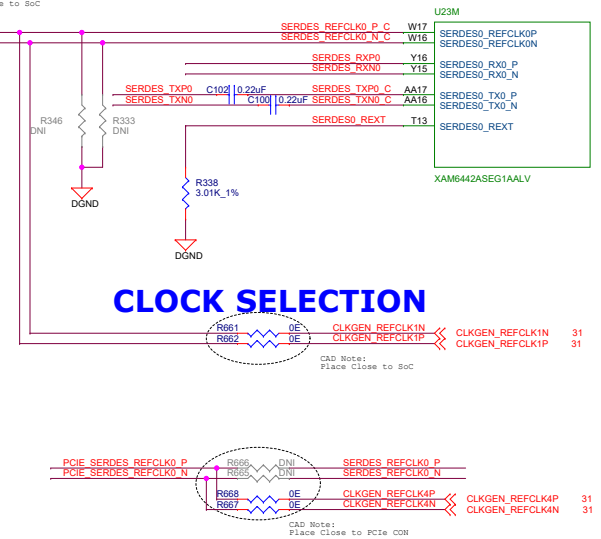 e to SoC
U23M
SERDES_REFCLK0_P_C W17 SERDES0_REFCLK0P
SERDES_REFCLK0_N_C W16 SERDES0_REFCLK0N
SERDES_RXP0 Y16 SERDES0_RX0_P
SERDES_RXN0 Y15 SERDES0_RX0_N
SERDES_TXP0 C102 0.22uF SERDES_TXP0_C AA17 SERDES0_TX0_P
SERDES_TXN0 C100 0.22uF SERDES_TXN0_C AA16 SERDES0_TX0_N
SERDES0_REXT T13 SERDES0_REXT
R346 R333
DNI DNI
XAM6442ASEG1AALV
R338
3.01K_1%
DGND
DGND
CLOCK SELECTION
R661 0E CLKGEN_REFCLK1N CLKGEN_REFCLK1N 31
R662 0E CLKGEN_REFCLK1P CLKGEN_REFCLK1P 31
CAD Note:
Place Close to SoC
PCIE_SERDES_REFCLK0_P R666 DNI SERDES_REFCLK0_P
PCIE_SERDES_REFCLK0_N R665 DNI SERDES_REFCLK0_N
R668 0E CLKGEN_REFCLK4P CLKGEN_REFCLK4P 31
R667 0E CLKGEN_REFCLK4N CLKGEN_REFCLK4N 31
CAD Note:
Place Close to PCIe CON